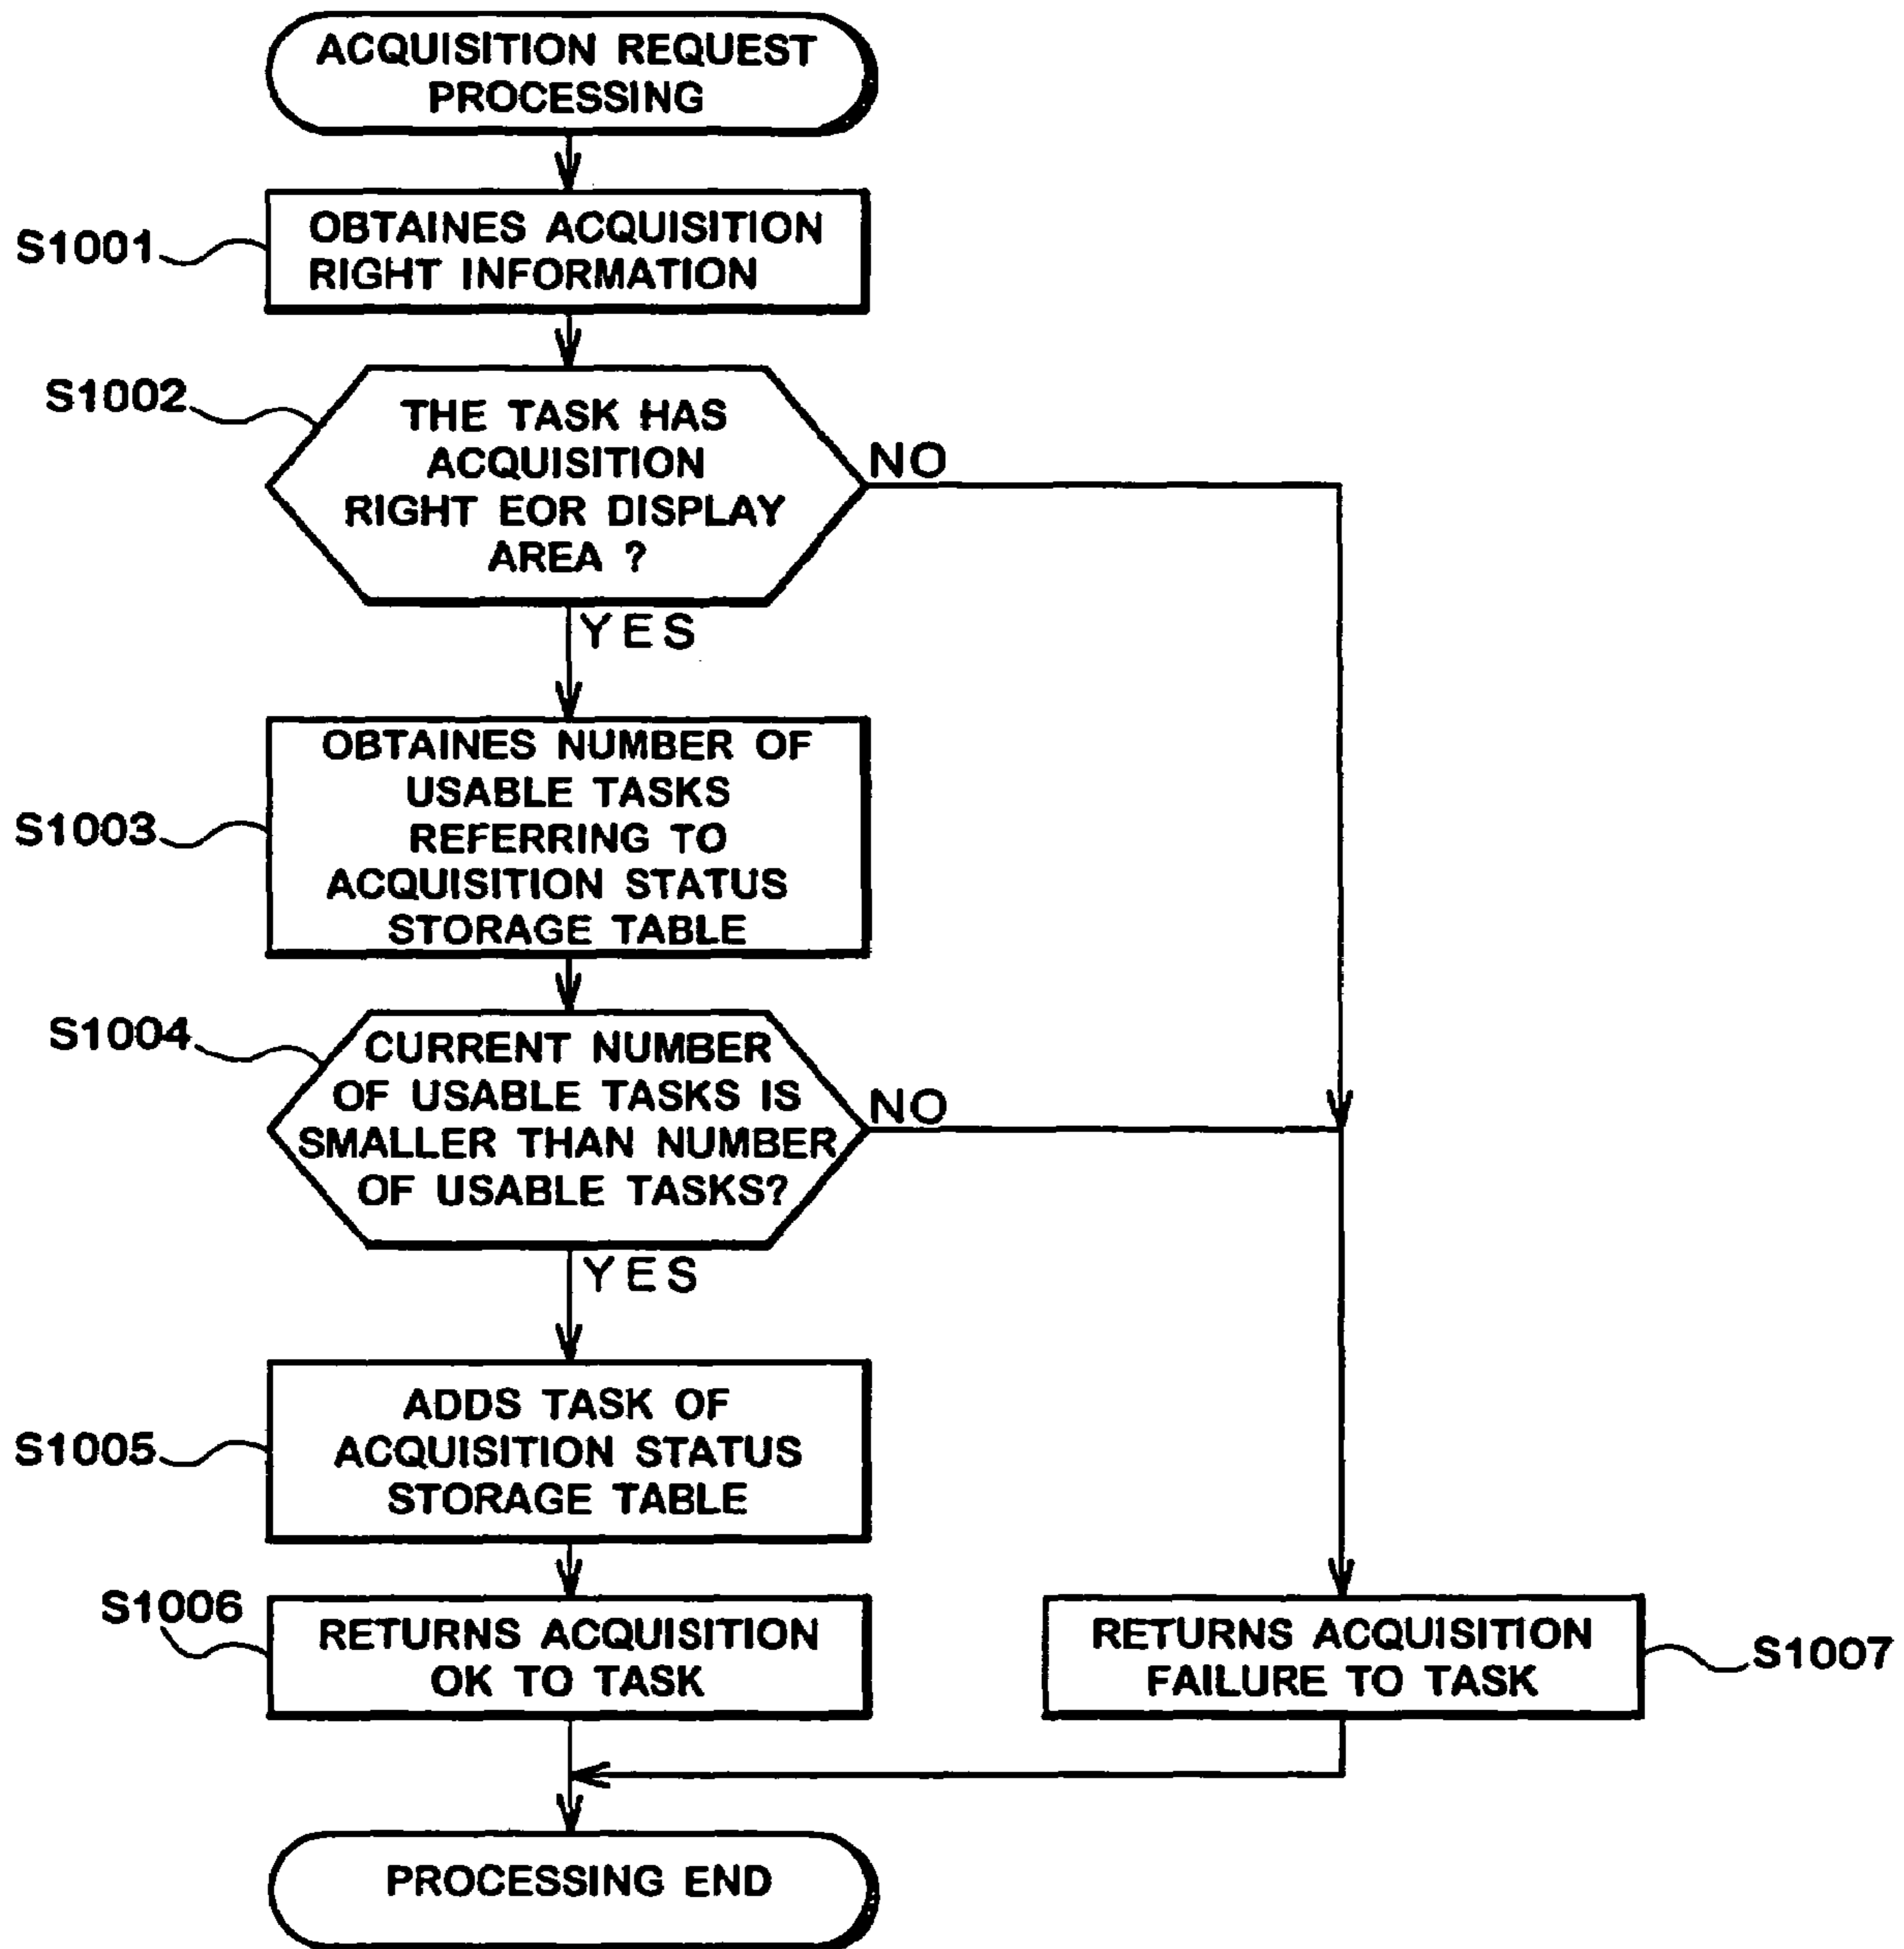 ACQUISITION REQUEST
PROCESSING
S1001
OBTAINES ACQUISITION
RIGHT INFORMATION
S1002
THE TASK HAS
ACQUISITION
RIGHT EOR DISPLAY
AREA ?
NO
YES
S1003
OBTAINES NUMBER OF
USABLE TASKS
REFERRING TO
ACQUISITION STATUS
STORAGE TABLE
S1004
CURRENT NUMBER
OF USABLE TASKS IS
SMALLER THAN NUMBER
OF USABLE TASKS?
NO
YES
S1005
ADDS TASK OF
ACQUISITION STATUS
STORAGE TABLE
S1006
RETURNS ACQUISITION
OK TO TASK
RETURNS ACQUISITION
FAILURE TO TASK
S1007
PROCESSING END